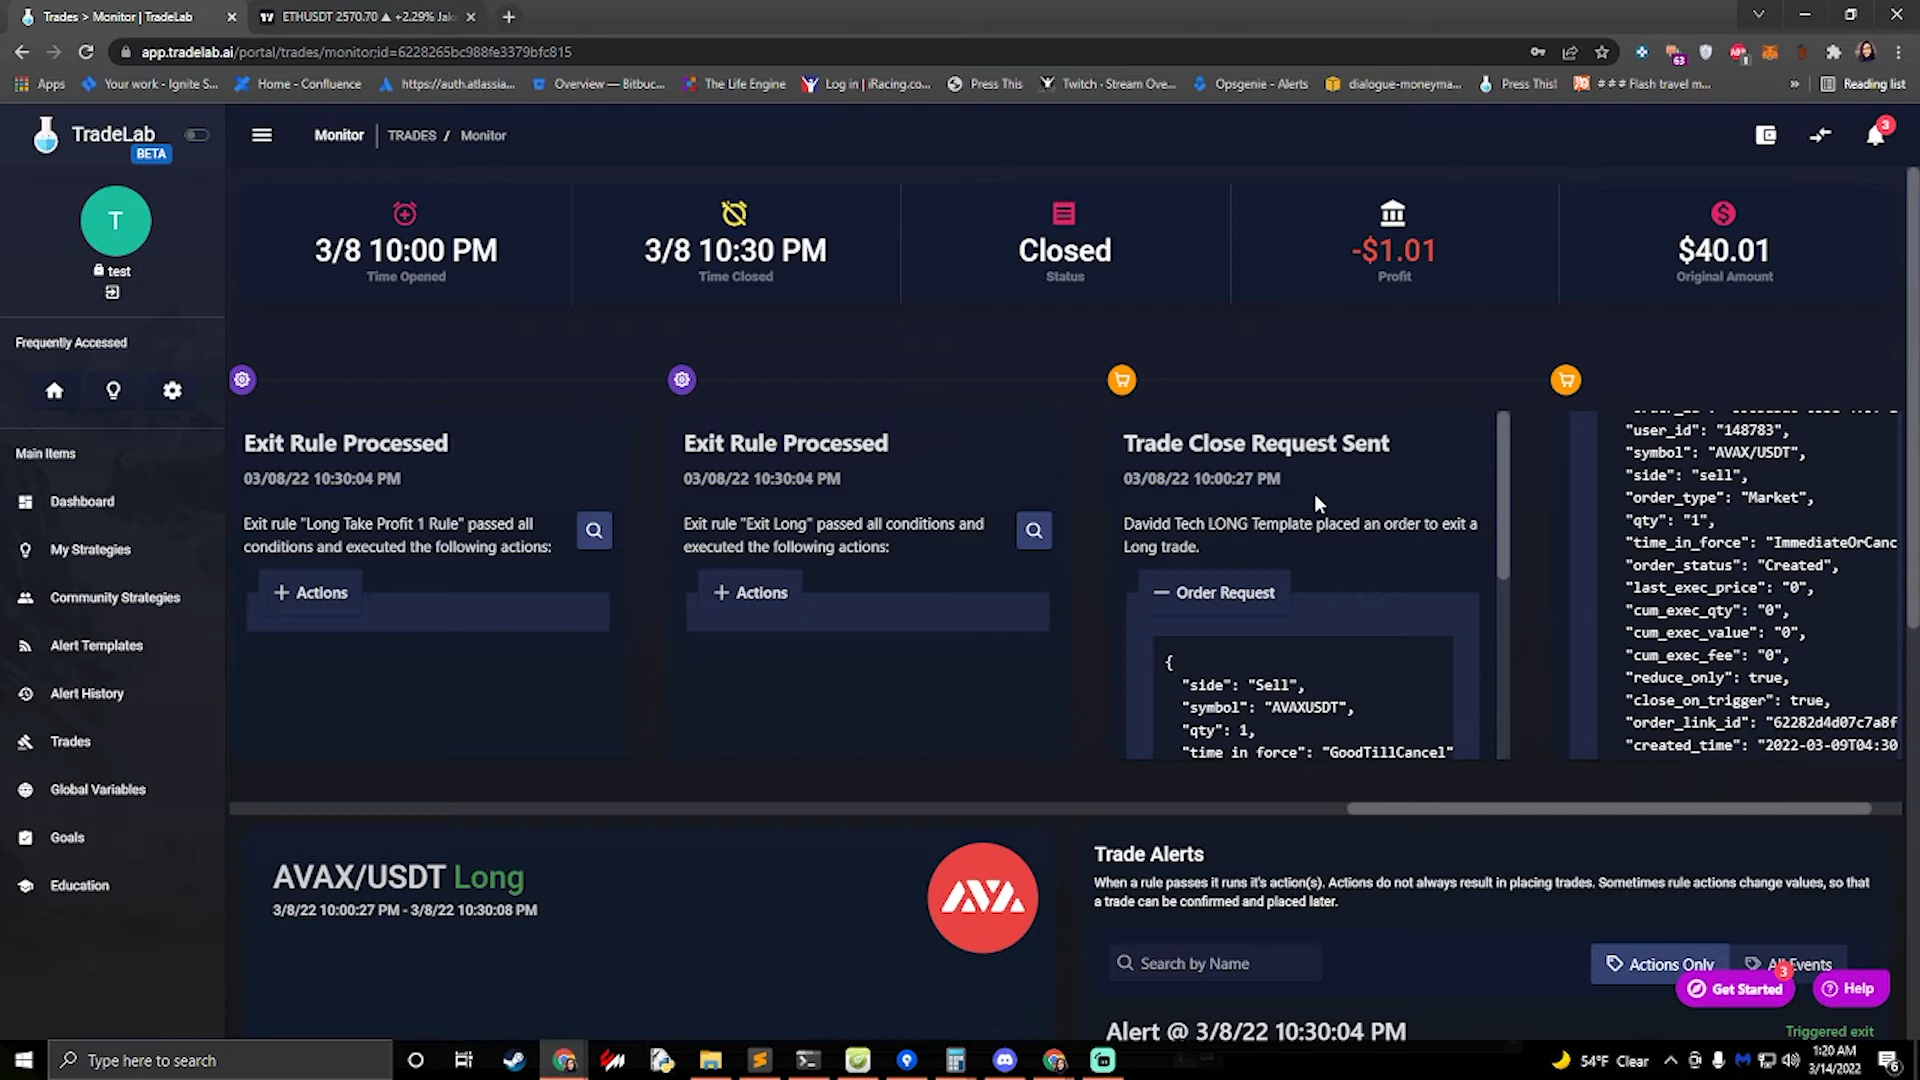 Trades > Monitor | TradeLab
ETHUSDT 2570.70 ▲ +2.29%
app.tradelab.ai/portal/trades/monitor;id=6228265bc988fe3379bfc815
63
Apps
Your work - Ignite S...
Home - Confluence
https://auth.atlassia...
Overview — Bitbuc...
The Life Engine
Log in | iRacing.co...
Press This
Twitch - Stream Ove...
Opsgenie - Alerts
dialogue-moneyma...
Press This!
# # # Flash travel m...
»
Reading list
TradeLab
BETA
Monitor
TRADES / Monitor
3
T
test
3/8 10:00 PM
Time Opened
3/8 10:30 PM
Time Closed
Closed
Status
-$1.01
Profit
$40.01
Original Amount
Frequently Accessed
Main Items
Dashboard
My Strategies
Community Strategies
Alert Templates
Alert History
Trades
Global Variables
Goals
Education
Exit Rule Processed
03/08/22 10:30:04 PM
Exit rule "Long Take Profit 1 Rule" passed all
conditions and executed the following actions:
+ Actions
Exit Rule Processed
03/08/22 10:30:04 PM
Exit rule "Exit Long" passed all conditions and
executed the following actions:
+ Actions
Trade Close Request Sent
03/08/22 10:00:27 PM
Davidd Tech LONG Template placed an order to exit a
Long trade.
— Order Request
{
"side": "Sell",
"symbol": "AVAXUSDT",
"qty": 1,
"time in force": "GoodTillCancel"
"user_id": "148783",
"symbol": "AVAX/USDT",
"side": "sell",
"order_type": "Market",
"qty": "1",
"time_in_force": "ImmediateOrCanc
"order_status": "Created",
"last_exec_price": "0",
"cum_exec_qty": "0",
"cum_exec_value": "0",
"cum_exec_fee": "0",
"reduce_only": true,
"close_on_trigger": true,
"order_link_id": "62282d4d07c7a8f
"created_time": "2022-03-09T04:30
AVAX/USDT Long
3/8/22 10:00:27 PM - 3/8/22 10:30:08 PM
Trade Alerts
When a rule passes it runs it's action(s). Actions do not always result in placing trades. Sometimes rule actions change values, so that
a trade can be confirmed and placed later.
Search by Name
Actions Only
All Events
3
Get Started
Help
Alert @ 3/8/22 10:30:04 PM
Triggered exit
Type here to search
54°F Clear
1:20 AM
3/14/2022
6